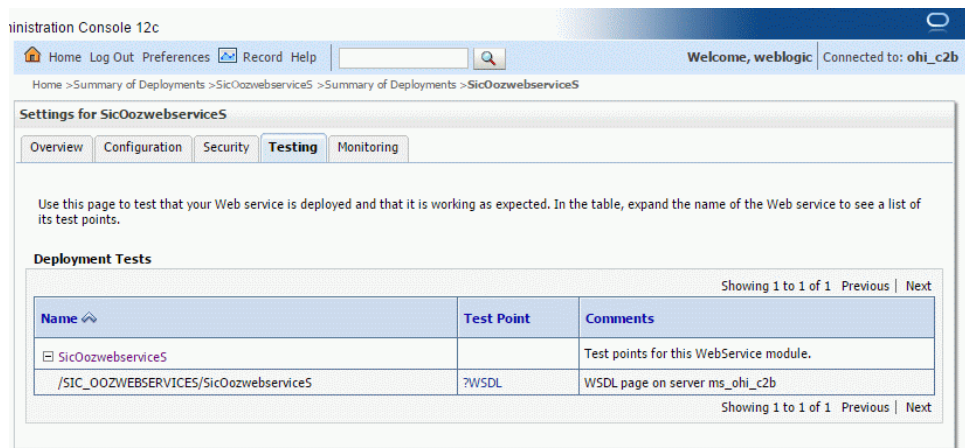 inistration Console 12c
Home Log Out Preferences Record Help
Welcome, weblogic Connected to: ohi_c2b
Home >Summary of Deployments >SicOozwebserviceS >Summary of Deployments >SicOozwebserviceS
Settings for SicOozwebserviceS
Overview Configuration Security Testing Monitoring
Use this page to test that your Web service is deployed and that it is working as expected. In the table, expand the name of the Web service to see a list of
its test points.
Deployment Tests
Showing 1 to 1 of 1 Previous | Next
Name Test Point Comments
SicOozwebserviceS Test points for this WebService module.
/SIC_OOZWEBSERVICES/SicOozwebserviceS ?WSDL WSDL page on server ms_ohi_c2b
Showing 1 to 1 of 1 Previous | Next